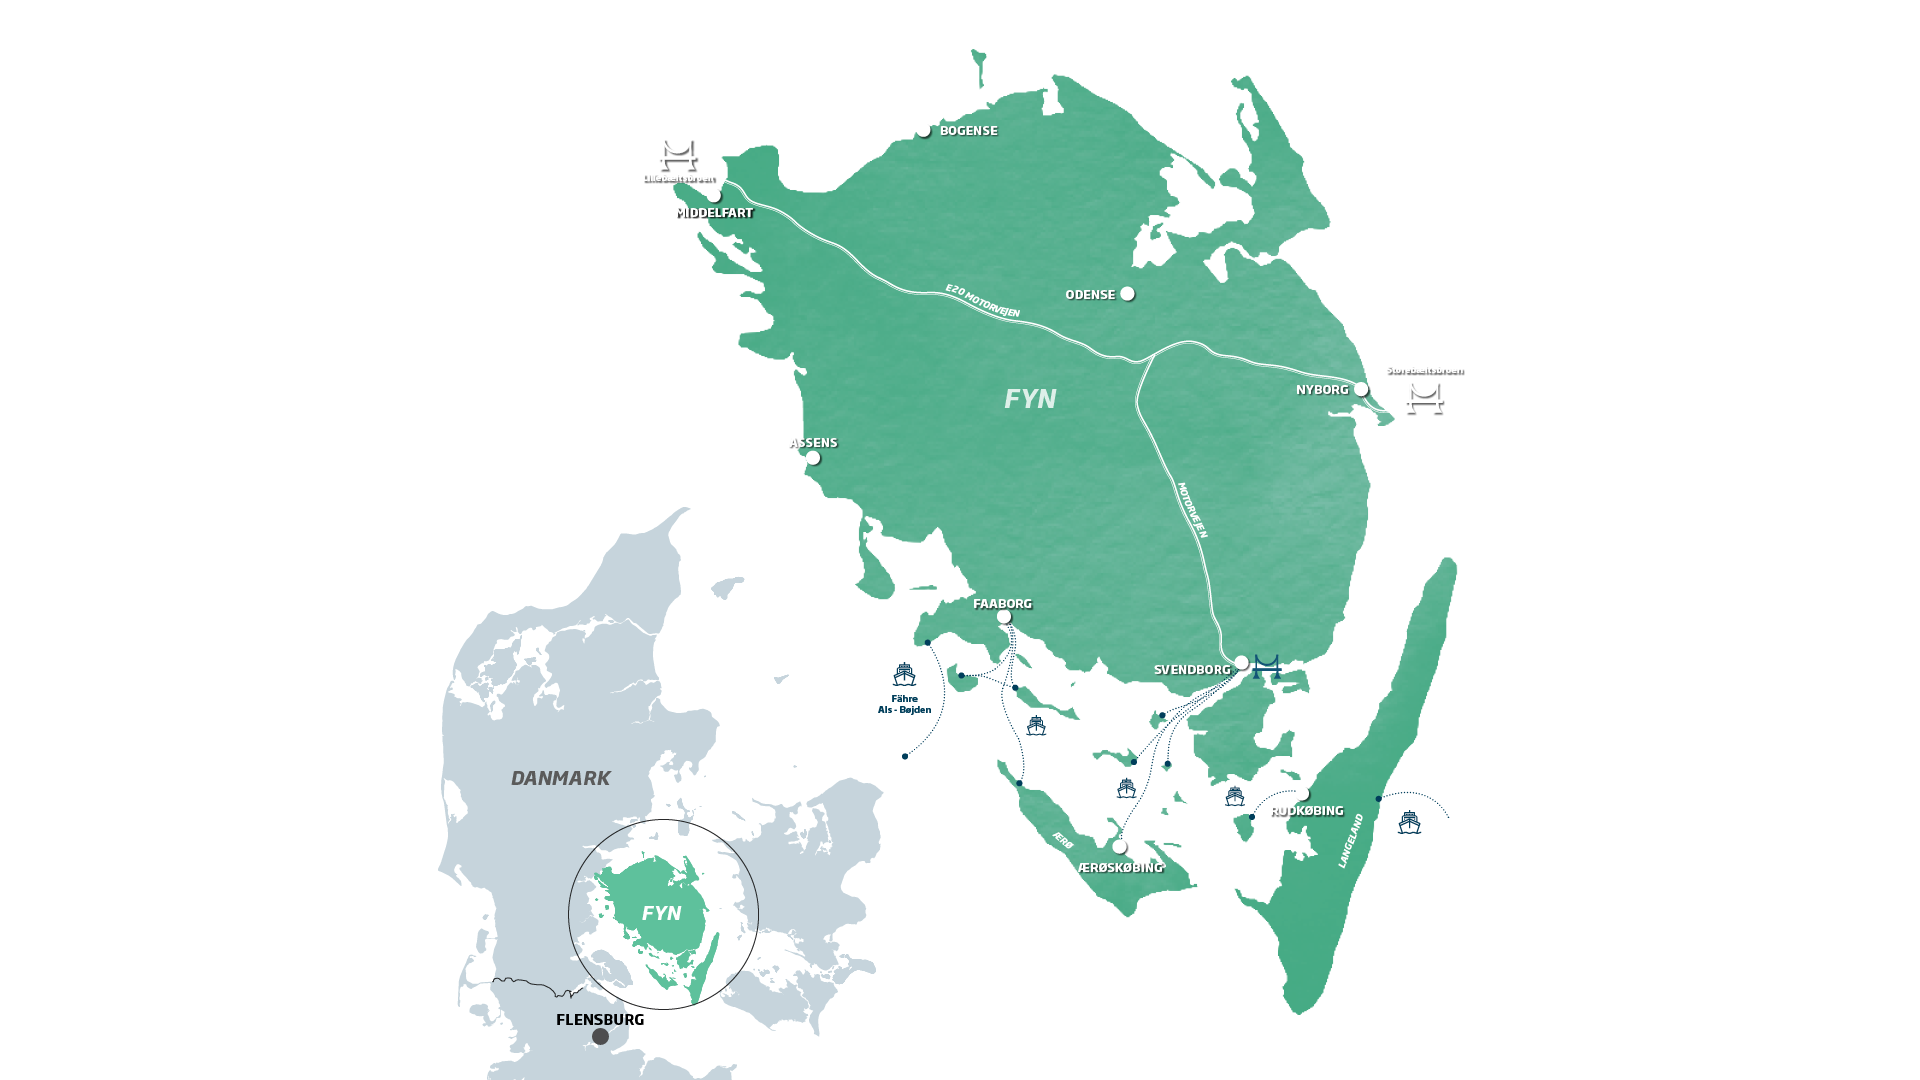 BOGENSE
Lillebæltsbroen
MIDDELFART
E20 MOTORVEJEN
ODENSE
Storebæltsbroen
NYBORG
FYN
ASSENS
MOTORVEJEN
FAABORG
SVENDBORG
Fähre
Als - Bøjden
DANMARK
RUDKØBING
LANGELAND
ÆRØ
ÆRØSKØBING
FYN
FLENSBURG